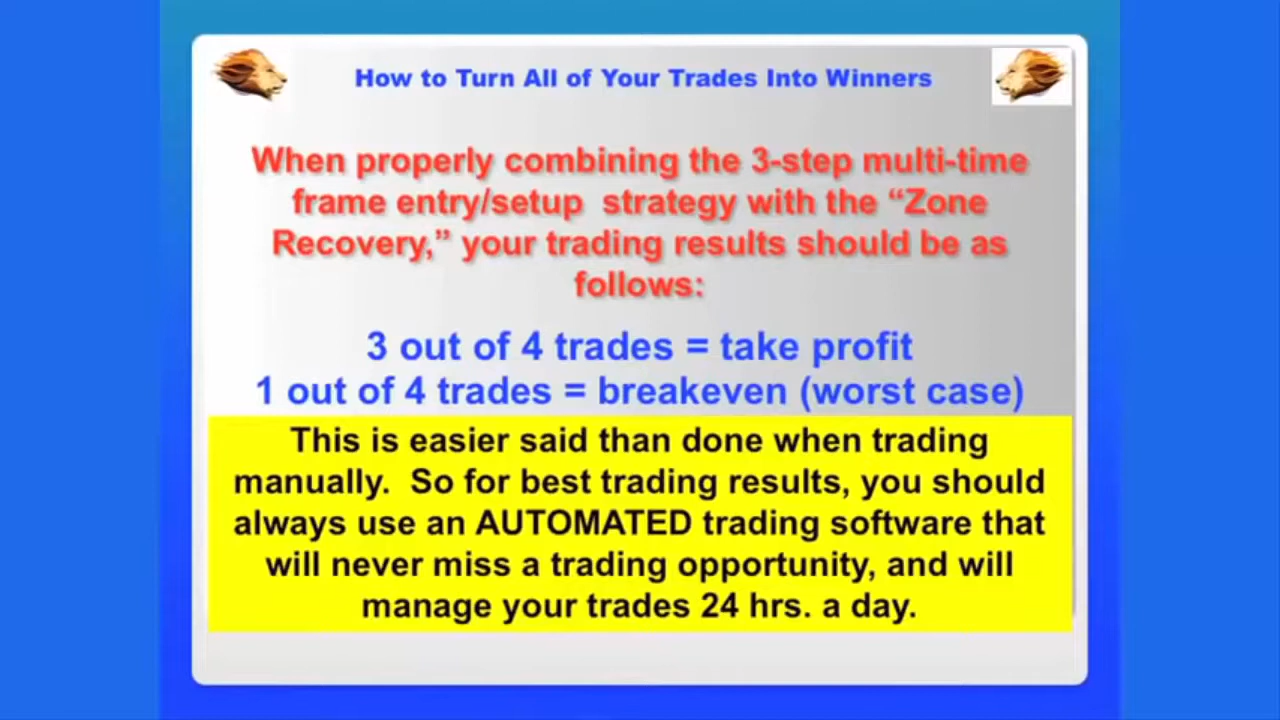 How to Turn All of Your Trades Into Winners
When properly combining the 3-step multi-time
frame entry/setup  strategy with the “Zone
Recovery,” your trading results should be as
follows:
3 out of 4 trades = take profit
1 out of 4 trades = breakeven (worst case)
This is easier said than done when trading
manually.  So for best trading results, you should
always use an AUTOMATED trading software that
will never miss a trading opportunity, and will
manage your trades 24 hrs. a day.